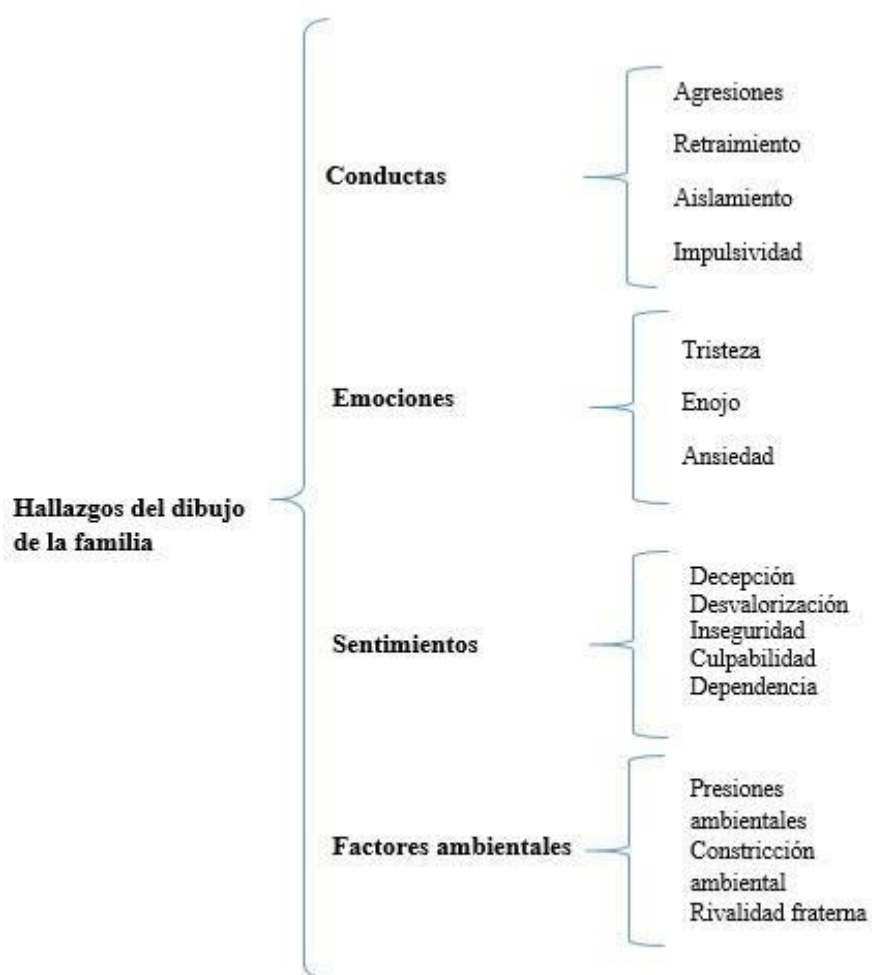 Hallazgos del dibujo
de la familia
Conductas
Agresiones
Retraimiento
Aislamiento
Impulsividad
Emociones
Tristeza
Enojo
Ansiedad
Sentimientos
Decepción
Desvalorización
Inseguridad
Culpabilidad
Dependencia
Factores ambientales
Presiones
ambientales
Constricción
ambiental
Rivalidad fraterna